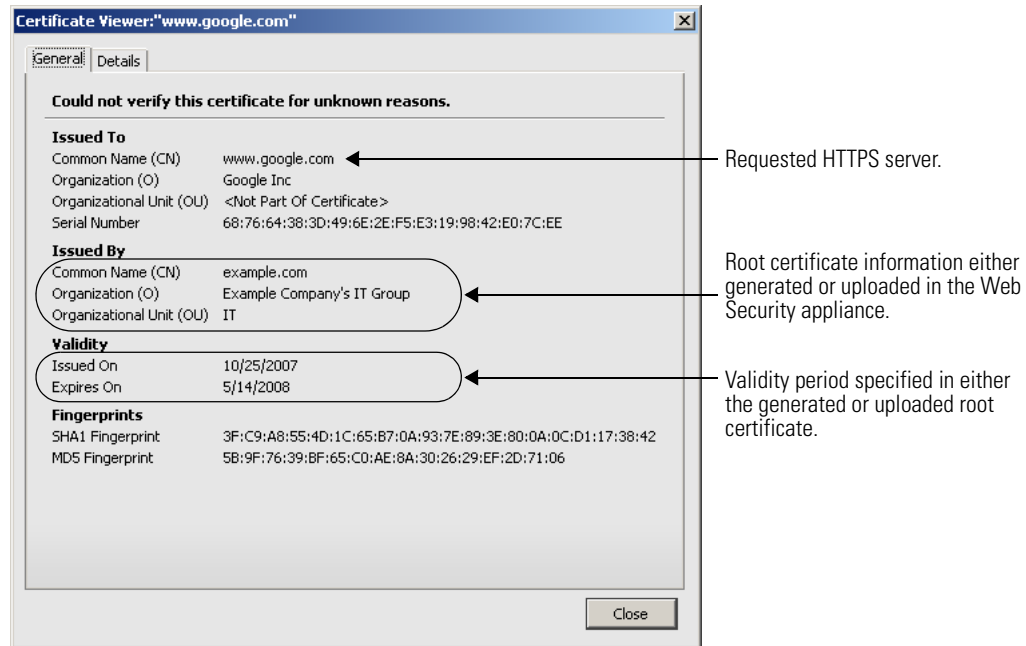 Certificate Viewer:"www.google.com"
General Details
Could not verify this certificate for unknown reasons.
Issued To
Common Name (CN) www.google.com
Organization (O) Google Inc
Organizational Unit (OU) <Not Part Of Certificate>
Serial Number 68:76:64:38:3D:49:6E:2E:F5:E3:19:98:42:E0:7C:EE
Issued By
Common Name (CN) example.com
Organization (O) Example Company's IT Group
Organizational Unit (OU) IT
Validity
Issued On 10/25/2007
Expires On 5/14/2008
Fingerprints
SHA1 Fingerprint 3F:C9:A8:55:4D:1C:65:B7:0A:93:7E:89:3E:80:0A:0C:D1:17:38:42
MD5 Fingerprint 5B:9F:76:39:BF:65:C0:AE:8A:30:26:29:EF:2D:71:06
Close
Requested HTTPS server.
Root certificate information either
generated or uploaded in the Web
Security appliance.
Validity period specified in either
the generated or uploaded root
certificate.